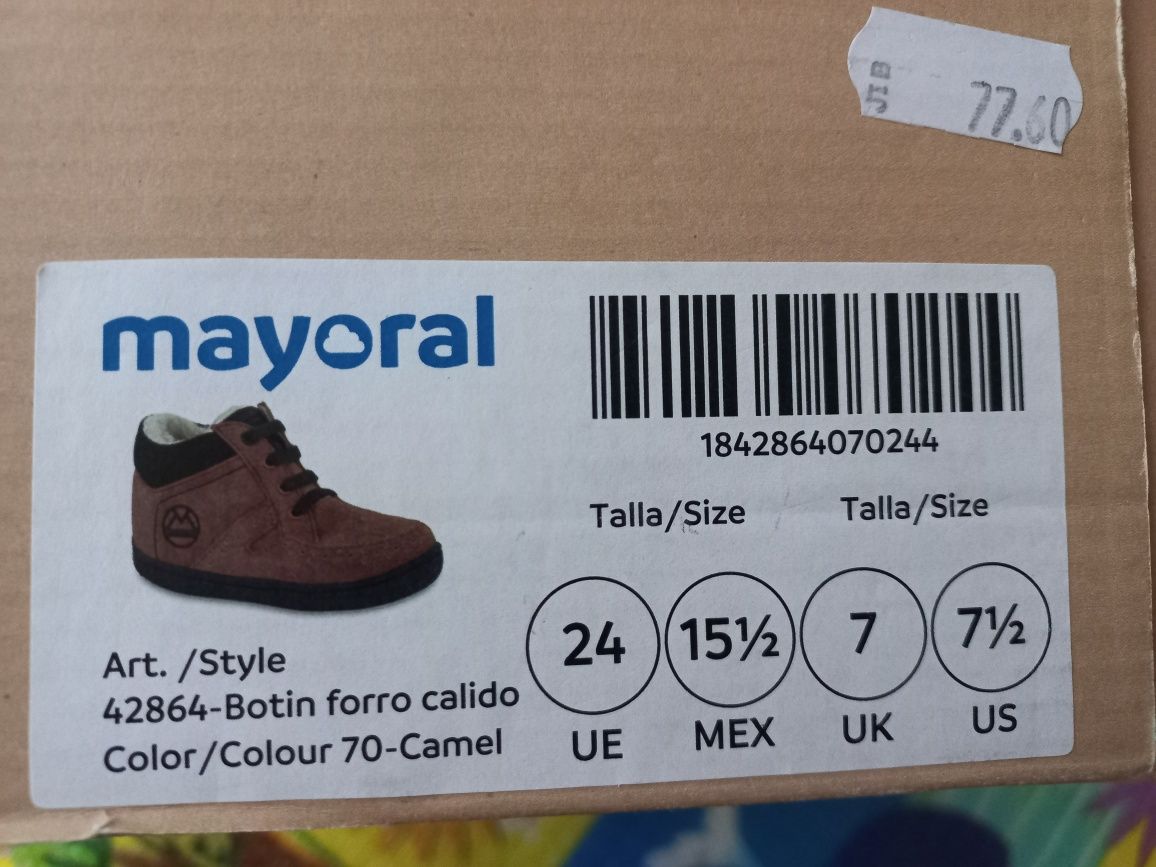 77.60
mayoral
1842864070244
Talla/Size
Talla/Size
24
15½
7
7½
UE
MEX
UK
US
Art. /Style
42864-Botin forro calido
Color/Colour 70-Camel